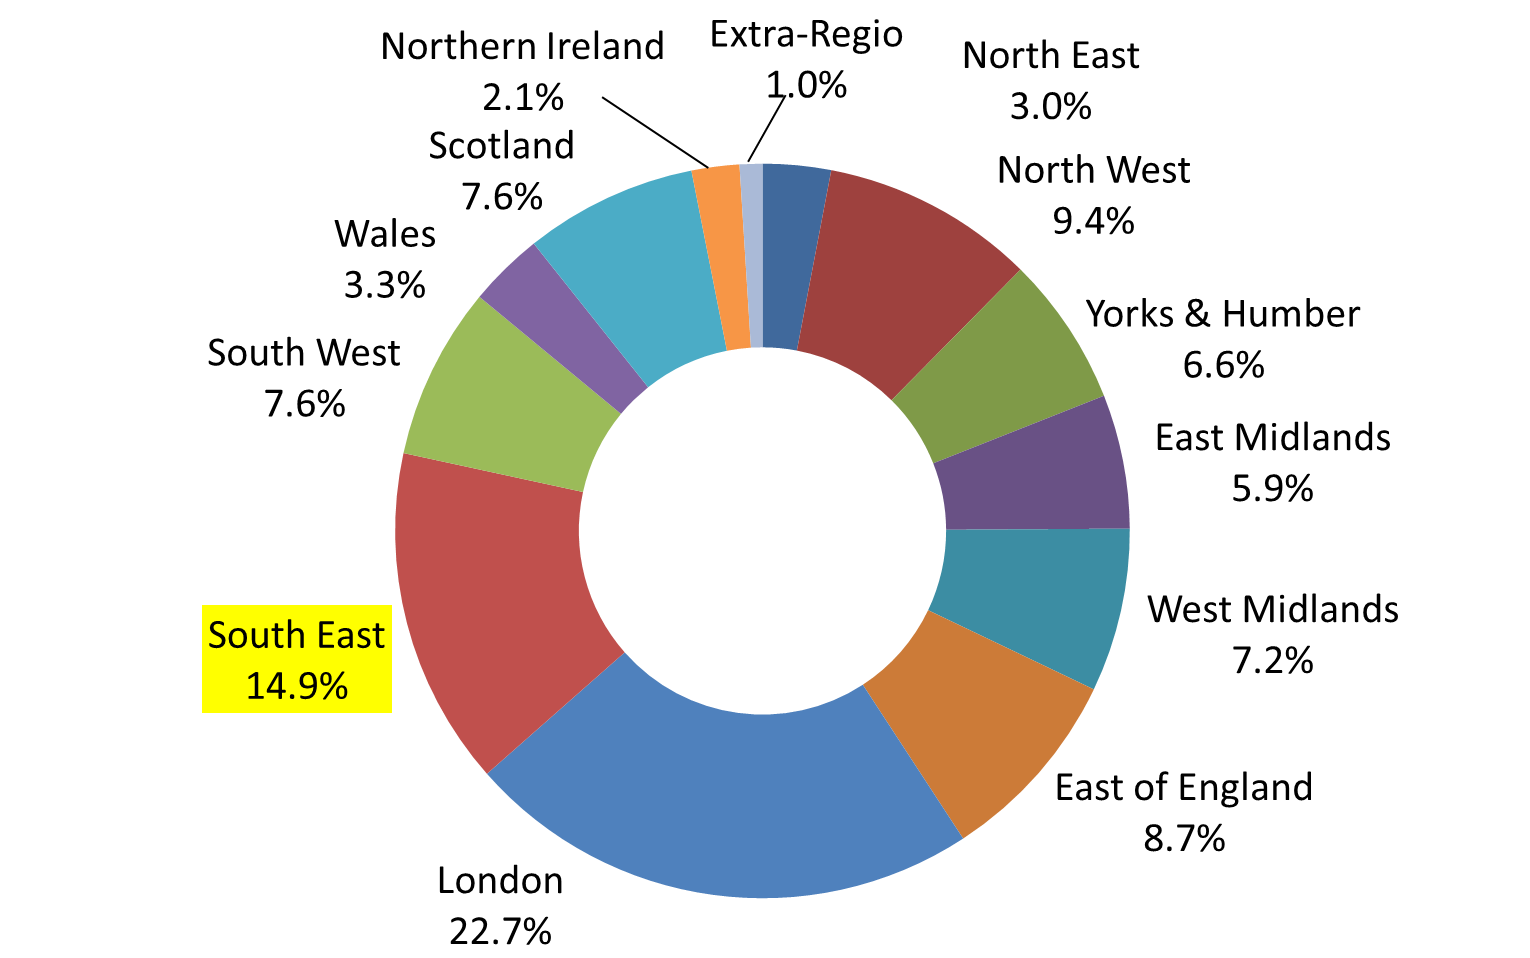 Northern Ireland
2.1%
Extra-Regio
1.0%
North East
3.0%
North West
9.4%
Yorks & Humber
6.6%
East Midlands
5.9%
West Midlands
7.2%
East of England
8.7%
London
22.7%
South East
14.9%
South West
7.6%
Wales
3.3%
Scotland
7.6%